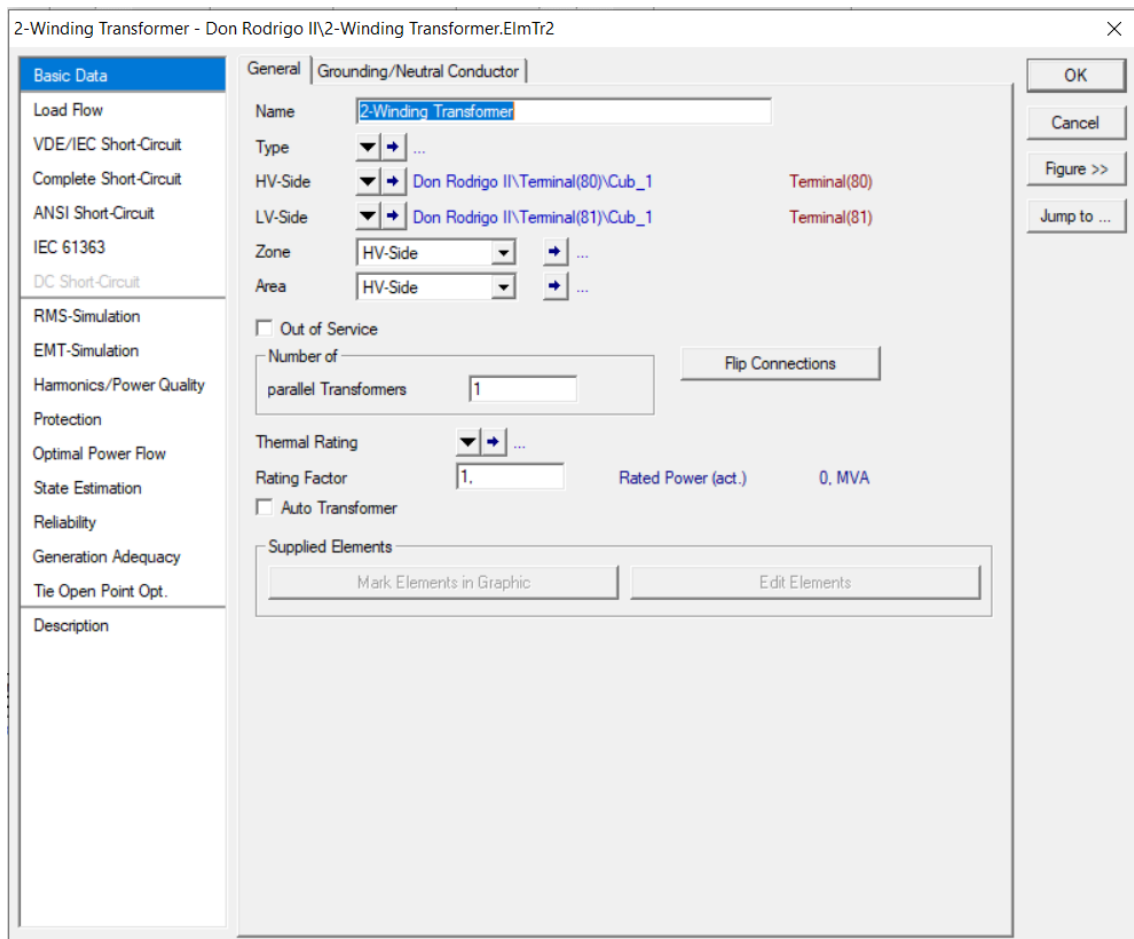 2-Winding Transformer - Don Rodrigo II\2-Winding Transformer.ElmTr2
Basic Data
Load Flow
VDE/IEC Short-Circuit
Complete Short-Circuit
ANSI Short-Circuit
IEC 61363
DC Short-Circuit
RMS-Simulation
EMT-Simulation
Harmonics/Power Quality
Protection
Optimal Power Flow
State Estimation
Reliability
Generation Adequacy
Tie Open Point Opt.
Description
General Grounding/Neutral Conductor
Name 2-Winding Transformer
Type ...
HV-Side Don Rodrigo II\Terminal(80)\Cub_1 Terminal(80)
LV-Side Don Rodrigo II\Terminal(81)\Cub_1 Terminal(81)
Zone HV-Side ...
Area HV-Side ...
Out of Service
Number of
parallel Transformers 1
Flip Connections
Thermal Rating ...
Rating Factor 1, Rated Power (act.) 0, MVA
Auto Transformer
Supplied Elements
Mark Elements in Graphic Edit Elements
OK
Cancel
Figure >>
Jump to ...